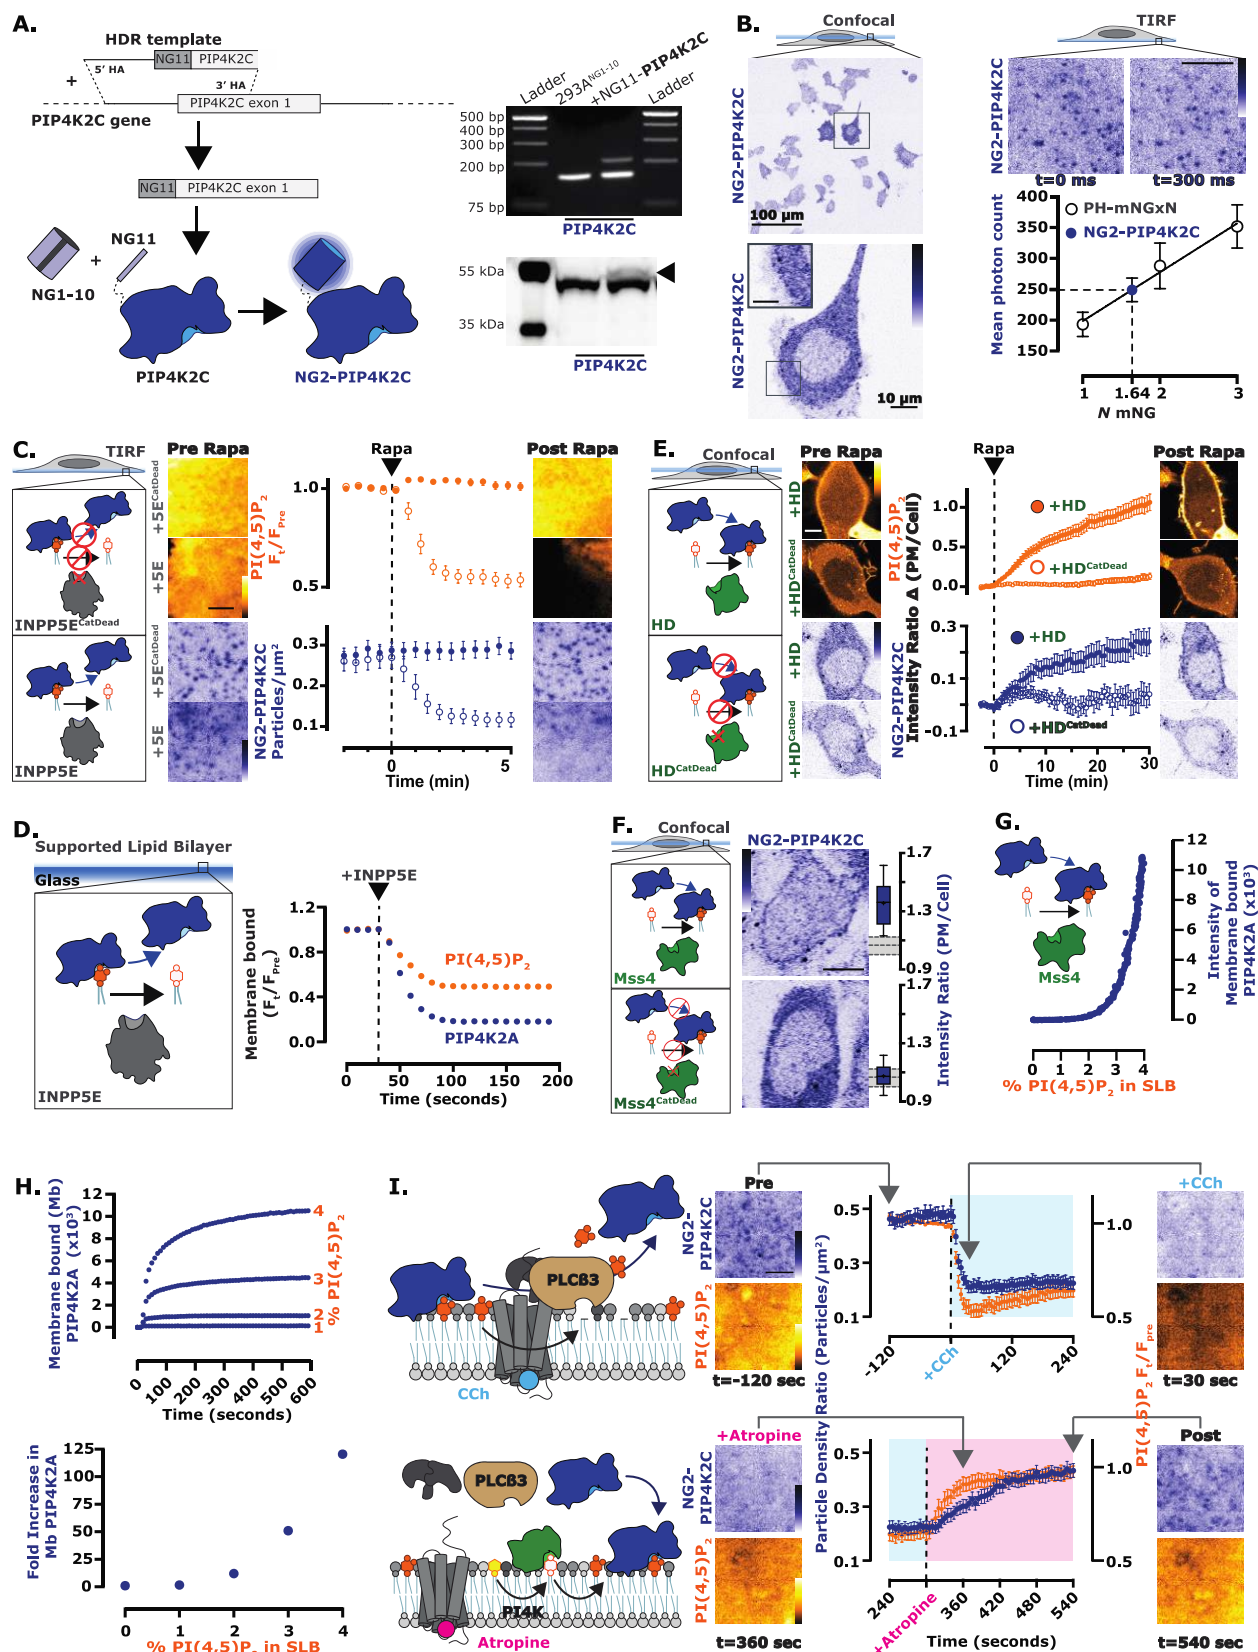 A.
HDR template
NG11
PIP4K2C
5’ HA
+
3’ HA
PIP4K2C exon 1
PIP4K2C gene
NG11
PIP4K2C exon 1
NG11
+
NG1-10
PIP4K2C
NG2-PIP4K2C
Ladder
293A^NG1-10
+NG11-PIP4K2C
Ladder
500 bp
400 bp
300 bp
200 bp
75 bp
PIP4K2C
55 kDa
35 kDa
PIP4K2C
B.
Confocal
NG2-PIP4K2C
100 µm
NG2-PIP4K2C
10 µm
TIRF
NG2-PIP4K2C
t=0 ms
t=300 ms
Mean photon count
400
350
300
250
200
150
PH-mNGxN
NG2-PIP4K2C
1
1.64
2
3
N mNG
C.
TIRF
INPP5E^CatDead
INPP5E
Pre Rapa
+5E^CatDead
+5E
+5E^CatDead
+5E
Rapa
PI(4,5)P₂
Fₜ/F_Pre
1.0
0.5
NG2-PIP4K2C
Particles/µm²
0.3
0.2
0.1
0
5
Time (min)
Post Rapa
E.
Confocal
HD
HD^CatDead
Pre Rapa
+HD
+HD^CatDead
+HD
+HD^CatDead
Rapa
PI(4,5)P₂
NG2-PIP4K2C
Intensity Ratio Δ (PM/Cell)
1.0
0.5
0.0
+HD
+HD^CatDead
0.3
0.1
-0.1
+HD
+HD^CatDead
0
10
20
30
Time (min)
Post Rapa
D.
Supported Lipid Bilayer
Glass
INPP5E
+INPP5E
Membrane bound
(Fₜ/F_Pre)
1.2
0.9
0.6
0.3
0.0
PI(4,5)P₂
PIP4K2A
0
50
100
150
200
Time (seconds)
F.
Confocal
Mss4
Mss4^CatDead
NG2-PIP4K2C
1.7
1.3
0.9
1.7
1.3
0.9
Intensity Ratio (PM/Cell)
G.
Mss4
12
10
8
6
4
2
0
Intensity of
Membrane bound
PIP4K2A (x10³)
0 1 2 3 4
% PI(4,5)P₂ in SLB
H.
Membrane bound (Mb)
PIP4K2A (x10³)
12
10
8
6
4
2
0
4
3
2
1
% PI(4,5)P₂
0
100
200
300
400
500
600
Time (seconds)
Fold Increase in
Mb PIP4K2A
125
100
75
50
25
0
0 1 2 3 4
% PI(4,5)P₂ in SLB
I.
PLCß3
CCh
Pre
NG2-
PIP4K2C
PI(4,5)P₂
t=-120 sec
Particle Density Ratio (Particles/µm²)
0.5
0.3
0.1
1.0
0.5
PI(4,5)P₂ Fₜ/F_pre
-120
+CCh
120
240
+CCh
t=30 sec
PLCß3
PI4K
Atropine
+Atropine
NG2-
PIP4K2C
PI(4,5)P₂
t=360 sec
0.5
0.3
0.1
1.0
0.5
240
+Atropine
360
420
480
540
Time (seconds)
Post
t=540 sec